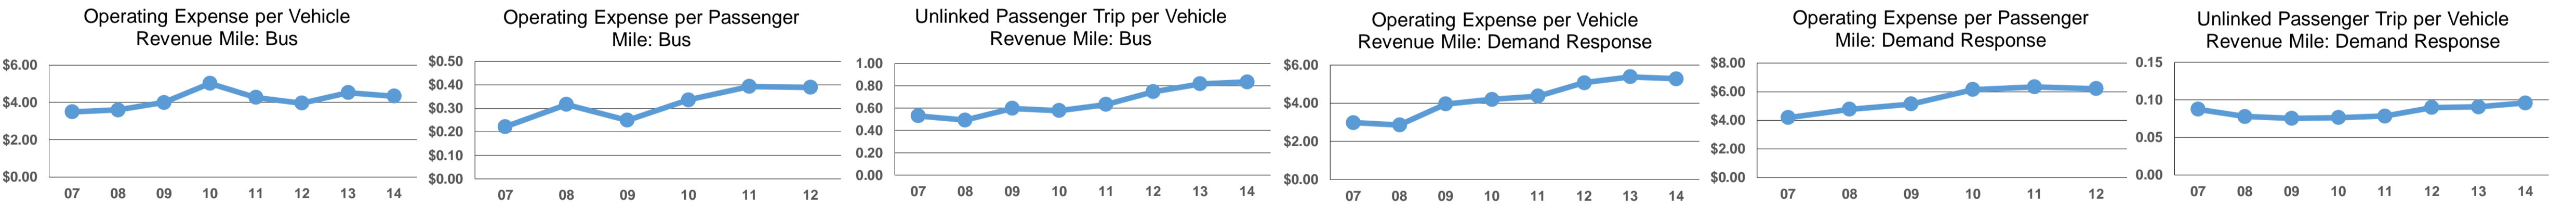 Operating Expense per Vehicle
Revenue Mile: Bus
$6.00
$4.00
$2.00
$0.00
07 08 09 10 11 12 13 14
Operating Expense per Passenger
Mile: Bus
$0.50
$0.40
$0.30
$0.20
$0.10
$0.00
07 08 09 10 11 12
Unlinked Passenger Trip per Vehicle
Revenue Mile: Bus
1.00
0.80
0.60
0.40
0.20
0.00
07 08 09 10 11 12 13 14
Operating Expense per Vehicle
Revenue Mile: Demand Response
$6.00
$4.00
$2.00
$0.00
07 08 09 10 11 12 13 14
Operating Expense per Passenger
Mile: Demand Response
$8.00
$6.00
$4.00
$2.00
$0.00
07 08 09 10 11 12
Unlinked Passenger Trip per Vehicle
Revenue Mile: Demand Response
0.15
0.10
0.05
0.00
07 08 09 10 11 12 13 14